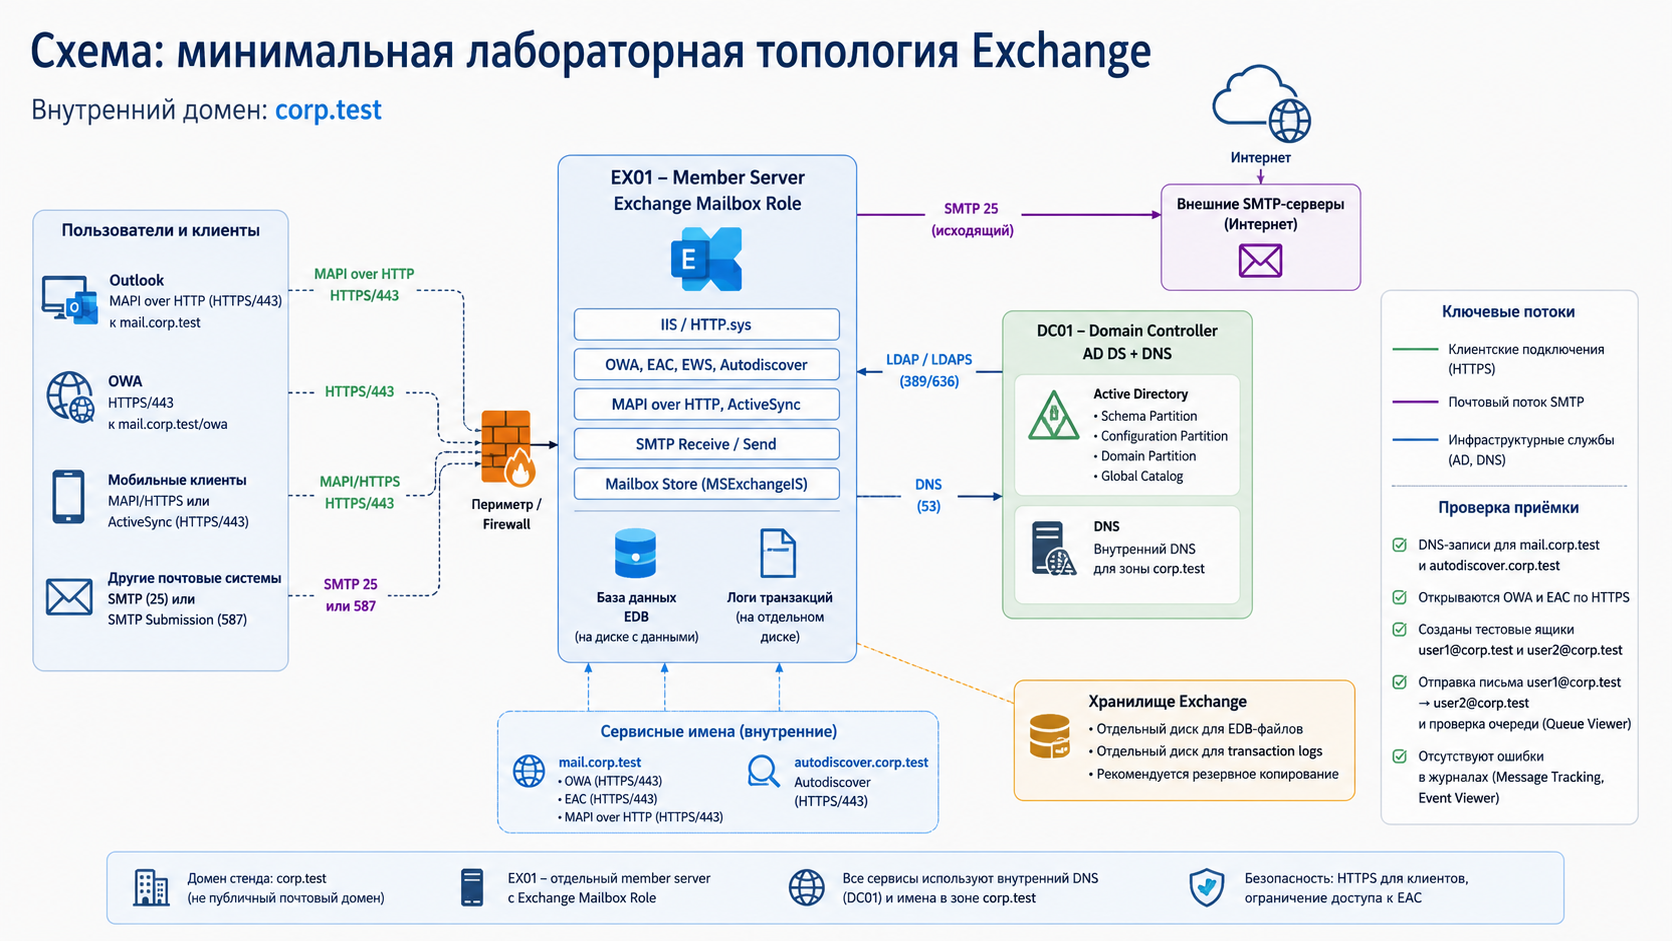 Схема: минимальная лабораторная топология Exchange
Внутренний домен: corp.test
Пользователи и клиенты
Outlook
MAPI over HTTP (HTTPS/443)
к mail.corp.test
OWA
HTTPS/443
к mail.corp.test/owa
Мобильные клиенты
MAPI/HTTPS или
ActiveSync (HTTPS/443)
Другие почтовые системы
SMTP (25) или
SMTP Submission (587)
MAPI over HTTP
HTTPS/443
HTTPS/443
MAPI/HTTPS
HTTPS/443
SMTP 25
или 587
Периметр /
Firewall
EX01 – Member Server
Exchange Mailbox Role
E
IIS / HTTP.sys
OWA, EAC, EWS, Autodiscover
MAPI over HTTP, ActiveSync
SMTP Receive / Send
Mailbox Store (MSExchangeIS)
База данных
EDB
(на диске с данными)
Логи транзакций
(на отдельном
диске)
SMTP 25
(исходящий)
LDAP / LDAPS
(389/636)
DNS
(53)
Интернет
Внешние SMTP-серверы
(Интернет)
DC01 – Domain Controller
AD DS + DNS
Active Directory
• Schema Partition
• Configuration Partition
• Domain Partition
• Global Catalog
DNS
Внутренний DNS
для зоны corp.test
Сервисные имена (внутренние)
mail.corp.test
• OWA (HTTPS/443)
• EAC (HTTPS/443)
• MAPI over HTTP (HTTPS/443)
autodiscover.corp.test
Autodiscover
(HTTPS/443)
Хранилище Exchange
• Отдельный диск для EDB-файлов
• Отдельный диск для transaction logs
• Рекомендуется резервное копирование
Ключевые потоки
Клиентские подключения
(HTTPS)
Почтовый поток SMTP
Инфраструктурные службы
(AD, DNS)
Проверка приёмки
DNS-записи для mail.corp.test
и autodiscover.corp.test
Открываются OWA и EAC по HTTPS
Созданы тестовые ящики
user1@corp.test и user2@corp.test
Отправка письма user1@corp.test
→ user2@corp.test
и проверка очереди (Queue Viewer)
Отсутствуют ошибки
в журналах (Message Tracking,
Event Viewer)
Домен стенда: corp.test
(не публичный почтовый домен)
EX01 – отдельный member server
с Exchange Mailbox Role
Все сервисы используют внутренний DNS
(DC01) и имена в зоне corp.test
Безопасность: HTTPS для клиентов,
ограничение доступа к EAC